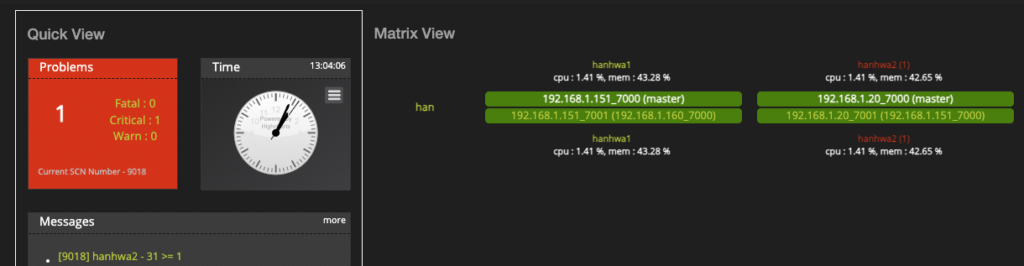 Quick View
Problems
1
Fatal : 0
Critical : 1
Warn : 0
Current SCN Number - 9018
Time
13:04:06
Messages
more
[9018] hanhwa2 - 31 >= 1
Matrix View
hanhwa1
cpu : 1.41 %, mem : 43.28 %
hanhwa2 (1)
cpu : 1.41 %, mem : 42.65 %
han
192.168.1.151_7000 (master)
192.168.1.20_7000 (master)
192.168.1.151_7001 (192.168.1.160_7000)
192.168.1.20_7001 (192.168.1.151_7000)
hanhwa1
cpu : 1.41 %, mem : 43.28 %
hanhwa2 (1)
cpu : 1.41 %, mem : 42.65 %